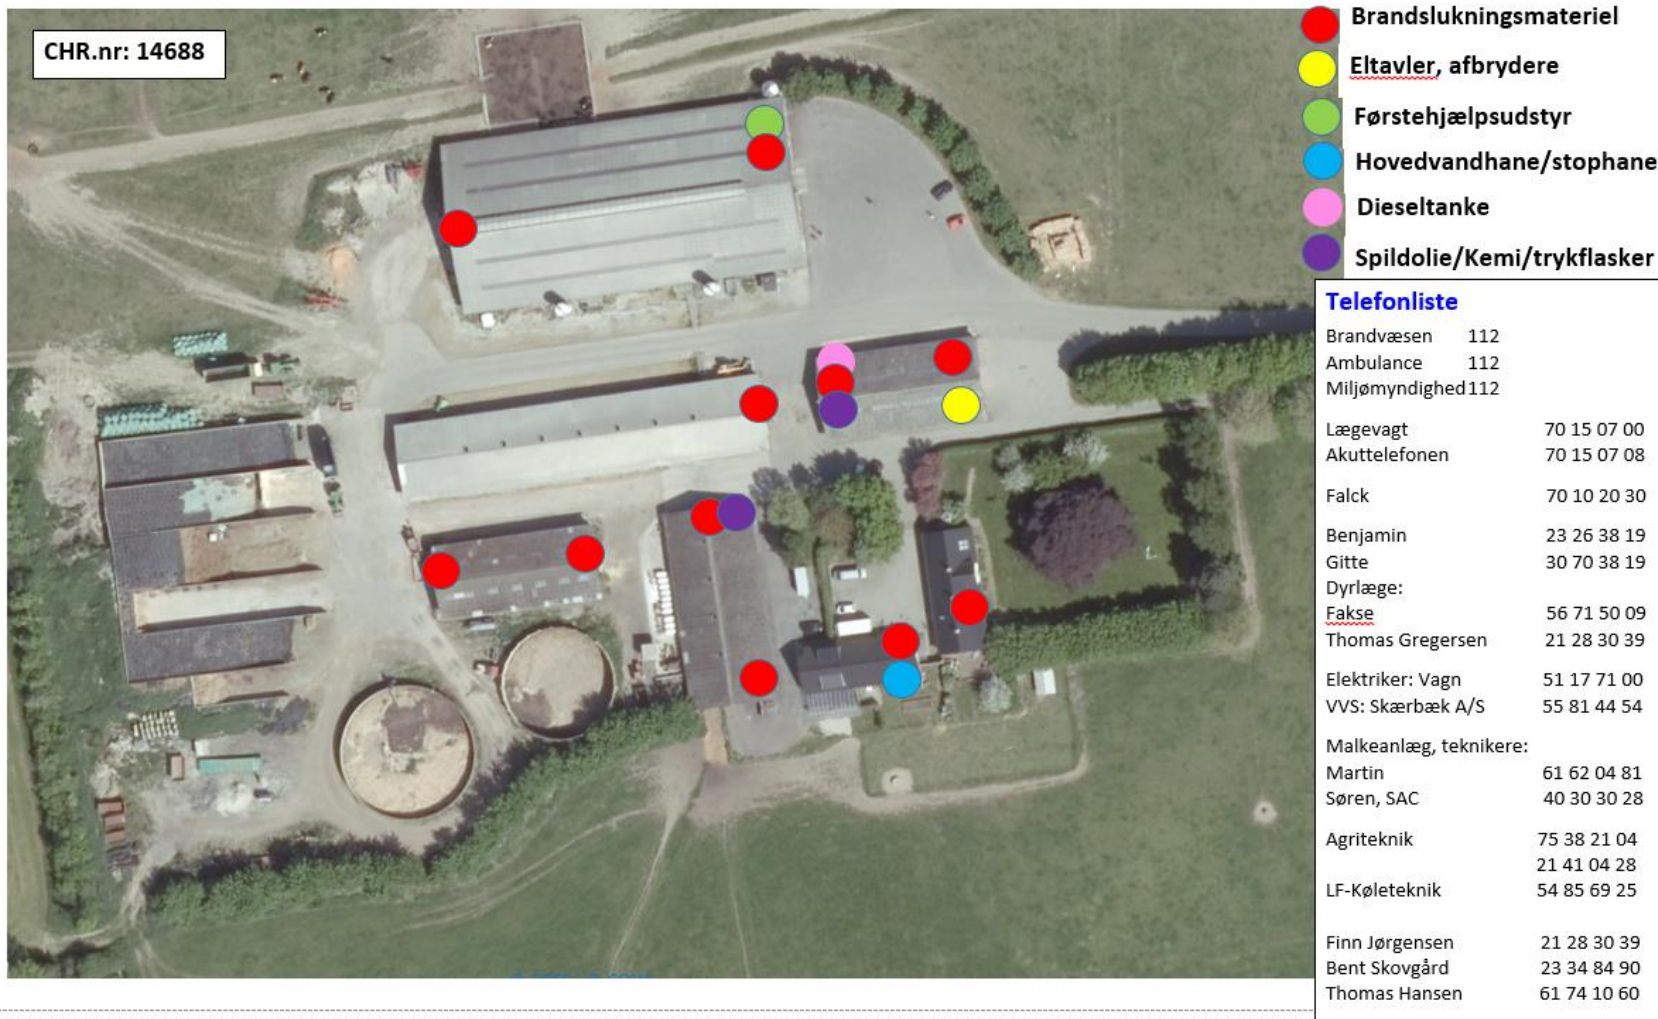 CHR.nr: 14688
Brandslukningsmateriel
Eltavler, afbrydere
Førstehjælpsudstyr
Hovedvandhane/stophane
Dieseltanke
Spildolie/Kemi/trykflasker
Telefonliste
Brandvæsen 112
Ambulance 112
Miljømyndighed 112
Lægevagt 70 15 07 00
Akuttelefonen 70 15 07 08
Falck 70 10 20 30
Benjamin 23 26 38 19
Gitte 30 70 38 19
Dyrlæge:
Fakse 56 71 50 09
Thomas Gregersen 21 28 30 39
Elektriker: Vagn 51 17 71 00
VVS: Skærbæk A/S 55 81 44 54
Malkeanlæg, teknikere:
Martin 61 62 04 81
Søren, SAC 40 30 30 28
Agriteknik 75 38 21 04
21 41 04 28
LF-Køleteknik 54 85 69 25
Finn Jørgensen 21 28 30 39
Bent Skovgård 23 34 84 90
Thomas Hansen 61 74 10 60